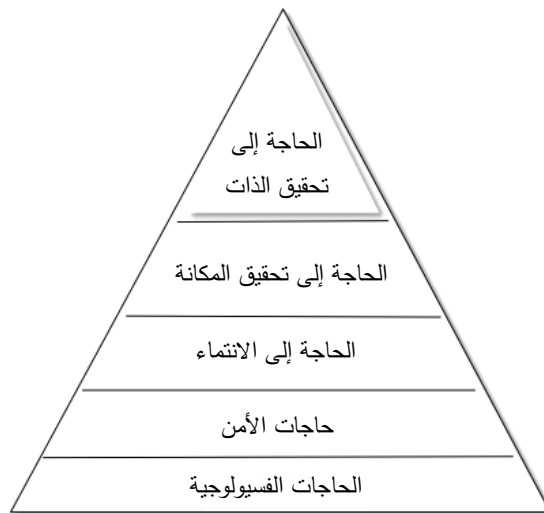 الحاجة إلى
تحقيق الذات
الحاجة إلى تحقيق المكانة
الحاجة إلى الانتماء
حاجات الأمن
الحاجات الفسيولوجية